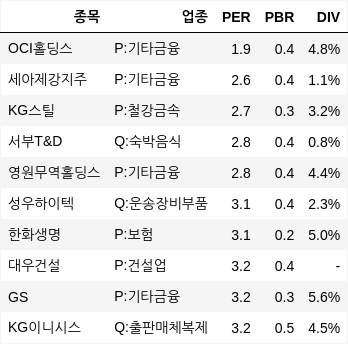 종목 업종 PER PBR DIV
OCI홀딩스 P:기타금융 1.9 0.4 4.8%
세아제강지주 P:기타금융 2.6 0.4 1.1%
KG스틸 P:철강금속 2.7 0.3 3.2%
서부T&D Q:숙박음식 2.8 0.4 0.8%
영원무역홀딩스 P:기타금융 2.8 0.4 4.4%
성우하이텍 Q:운송장비부품 3.1 0.4 2.3%
한화생명 P:보험 3.1 0.2 5.0%
대우건설 P:건설업 3.2 0.4 -
GS P:기타금융 3.2 0.3 5.6%
KG이니시스 Q:출판매체복제 3.2 0.5 4.5%